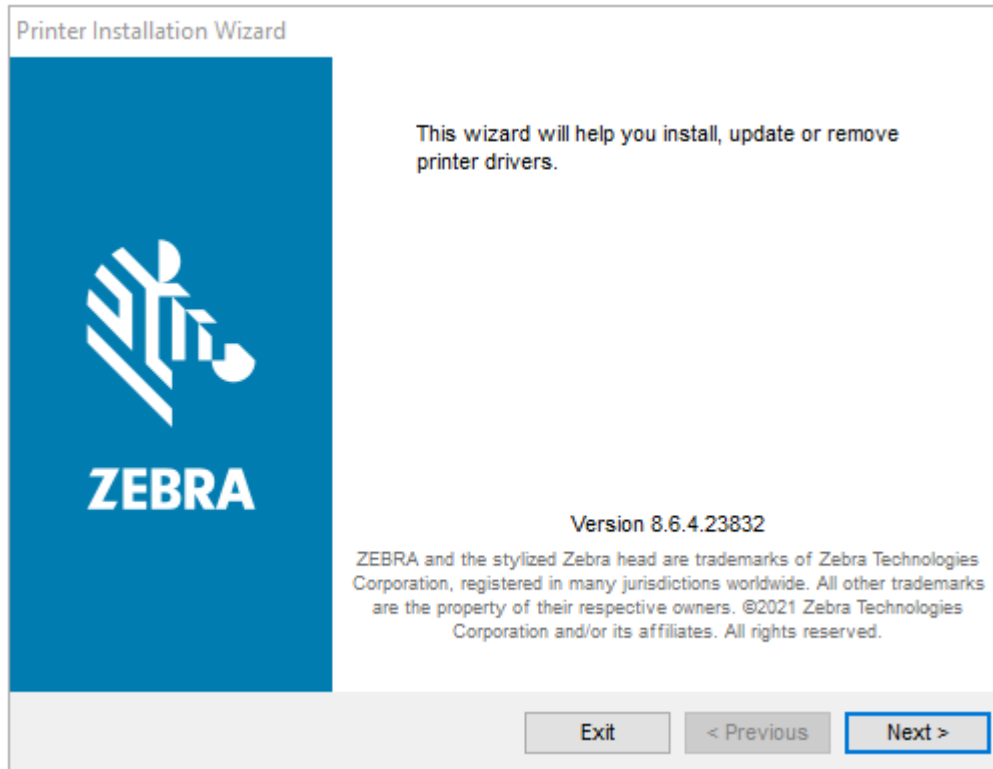 Printer Installation Wizard
This wizard will help you install, update or remove
printer drivers.
ZEBRA
Version 8.6.4.23832
ZEBRA and the stylized Zebra head are trademarks of Zebra Technologies
Corporation, registered in many jurisdictions worldwide. All other trademarks
are the property of their respective owners. ©2021 Zebra Technologies
Corporation and/or its affiliates. All rights reserved.
Exit
< Previous
Next >